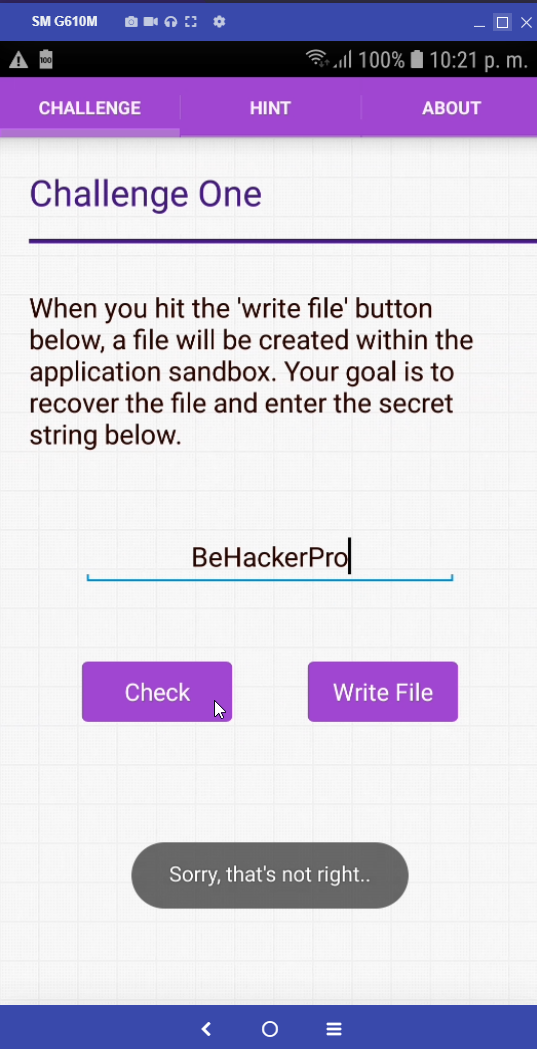 SM G610M
100
100% 10:21 p. m.
CHALLENGE HINT ABOUT
Challenge One
When you hit the 'write file' button
below, a file will be created within the
application sandbox. Your goal is to
recover the file and enter the secret
string below.
BeHackerPro
Check Write File
Sorry, that's not right..